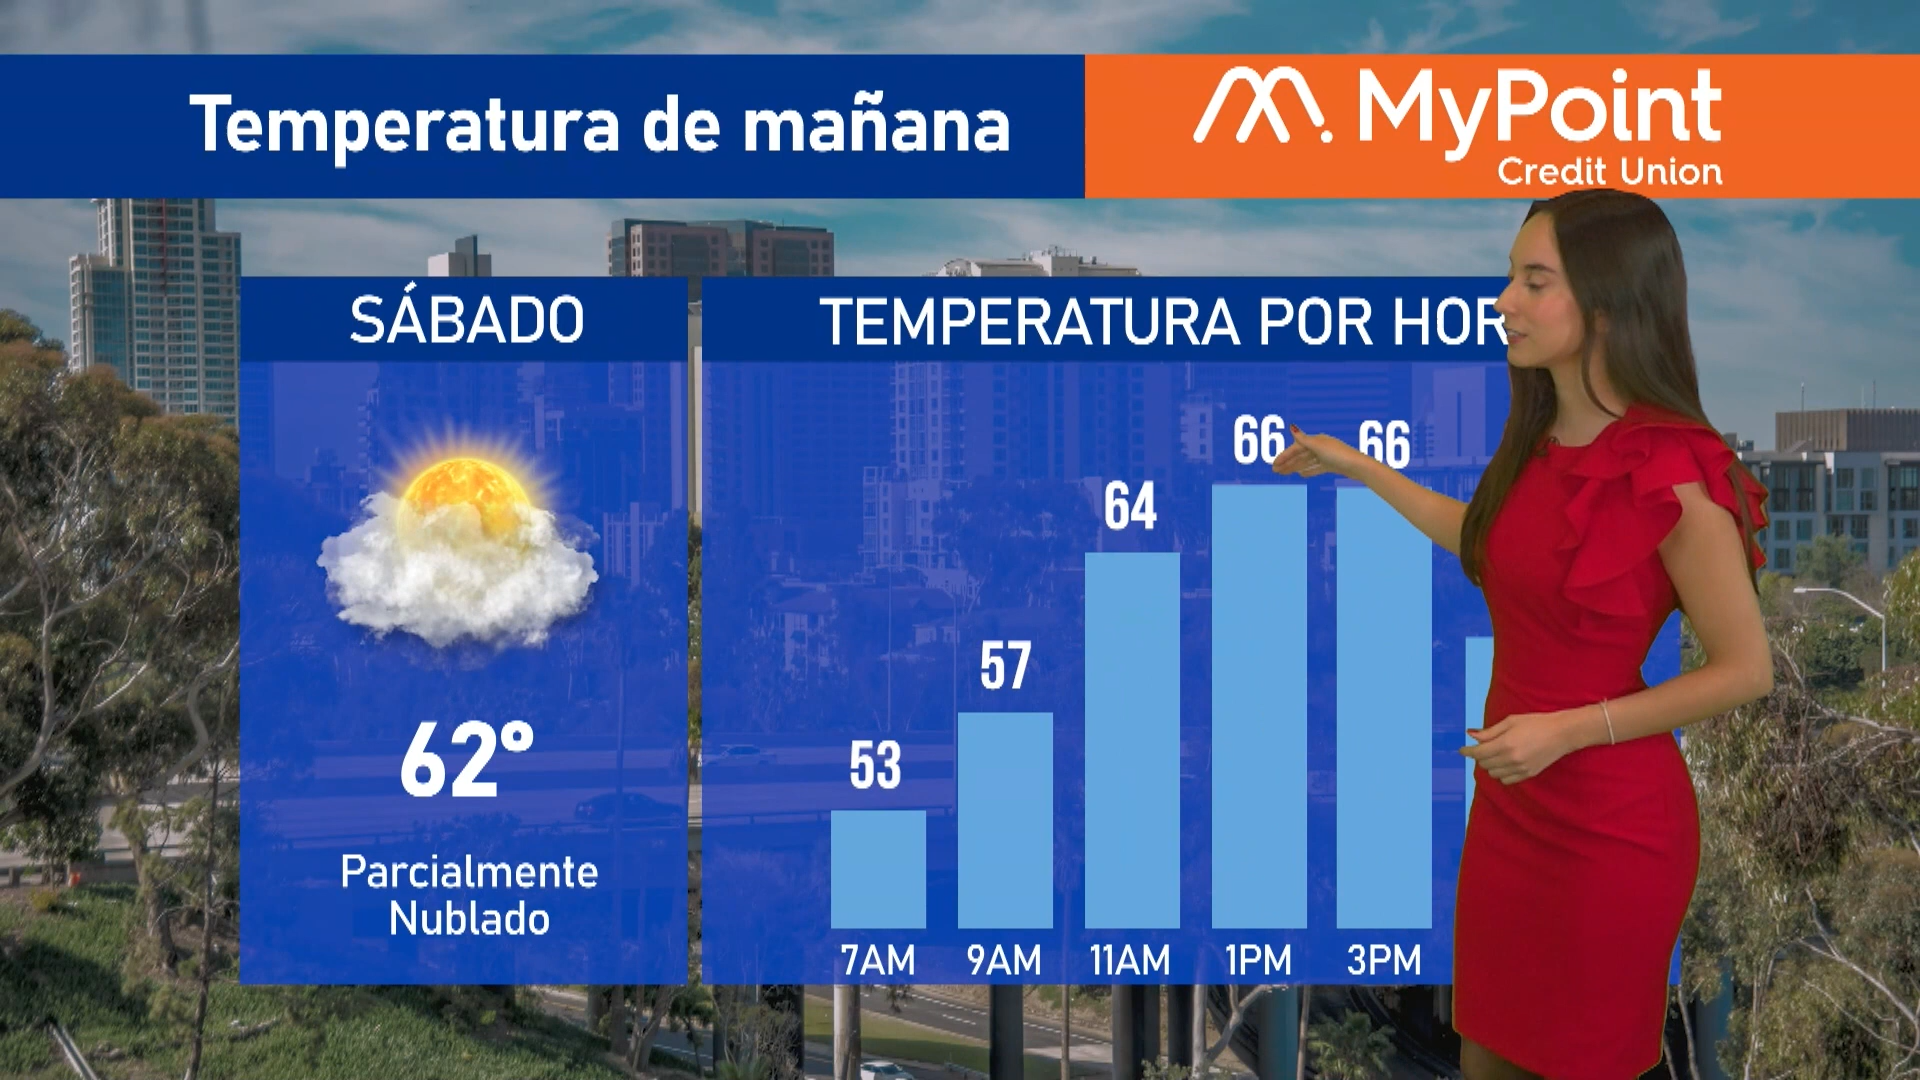 Temperatura de mañana
MyPoint
Credit Union
SÁBADO
TEMPERATURA POR HOR
66
66
64
57
53
62°
Parcialmente
Nublado
7AM
9AM
11AM
1PM
3PM